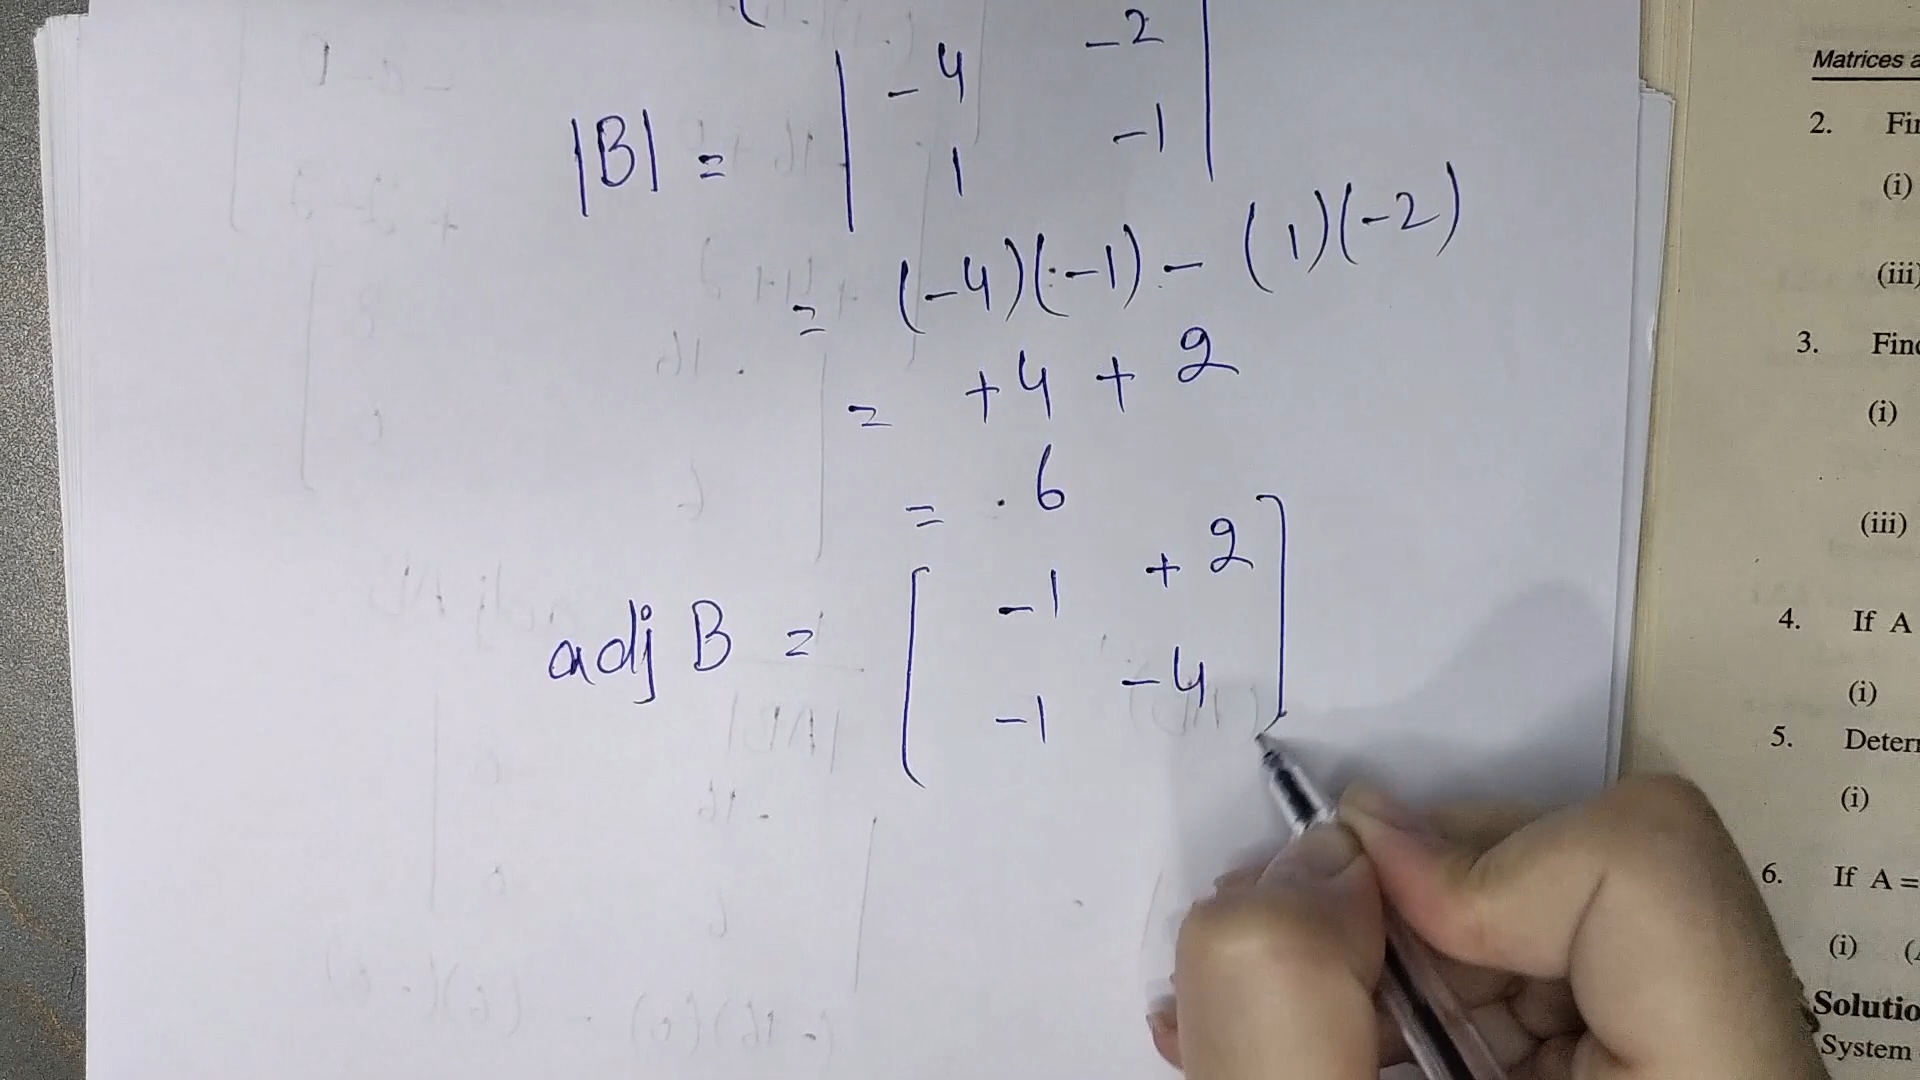 |B| = | -4 -2 |
| 1 -1 |
= (-4)(-1) - (1)(-2)
= +4 + 2
= 6
adj B = [ -1 +2 ]
[ -1 -4 ]
Matrices a
2. Fin
(i)
(iii)
3. Find
(i)
(iii)
4. If A
(i)
5. Deter
(i)
6. If A =
(i) (
Solutio
System